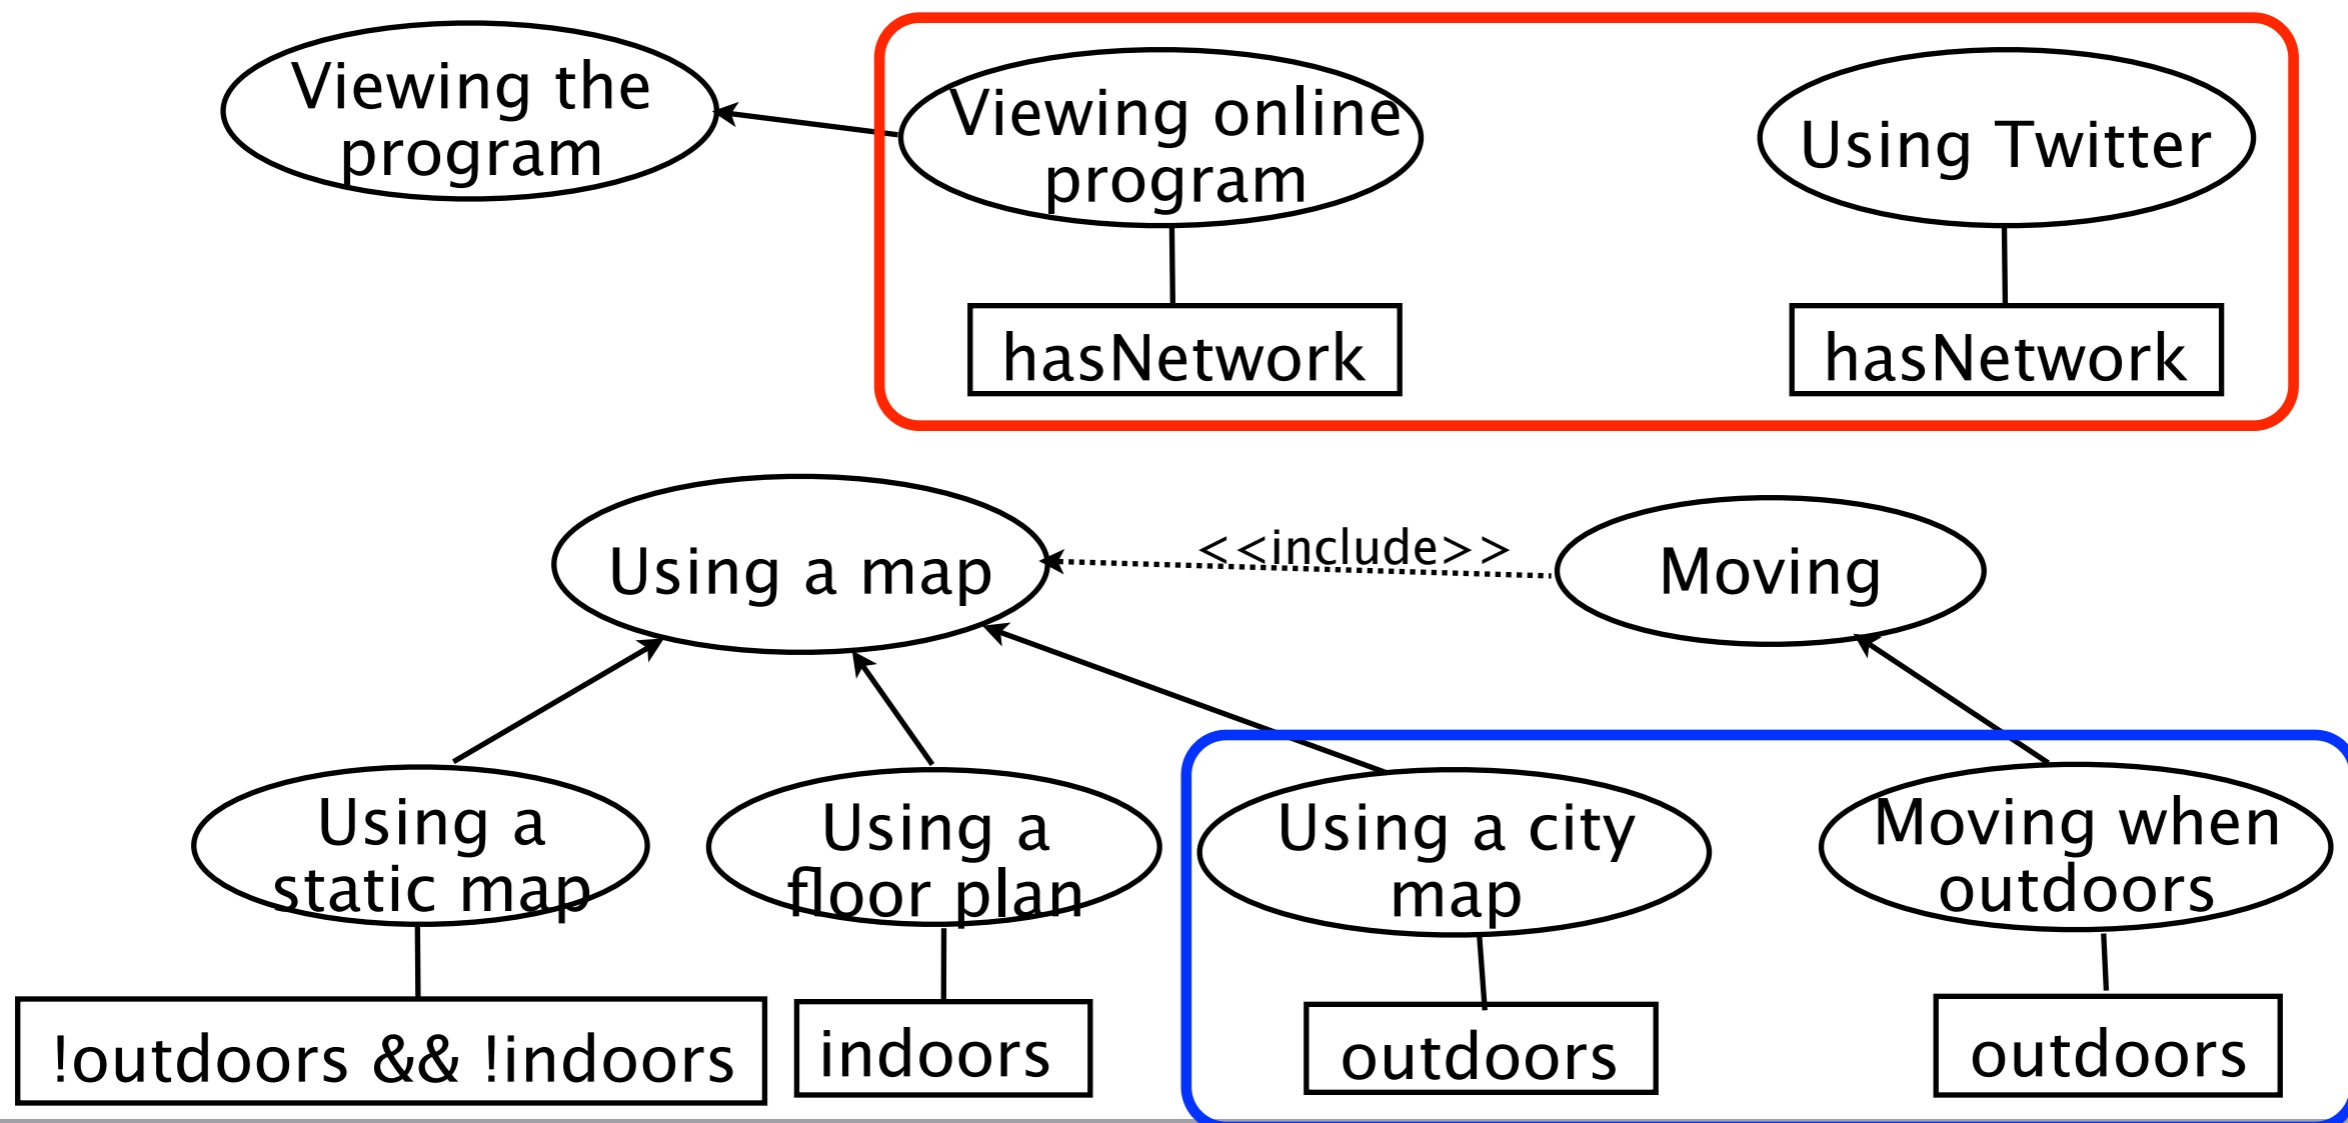 Viewing the
program
Viewing online
program
Using Twitter
hasNetwork
hasNetwork
Using a map
<<include>>
Moving
Using a
static map
Using a
floor plan
Using a city
map
Moving when
outdoors
!outdoors && !indoors
indoors
outdoors
outdoors